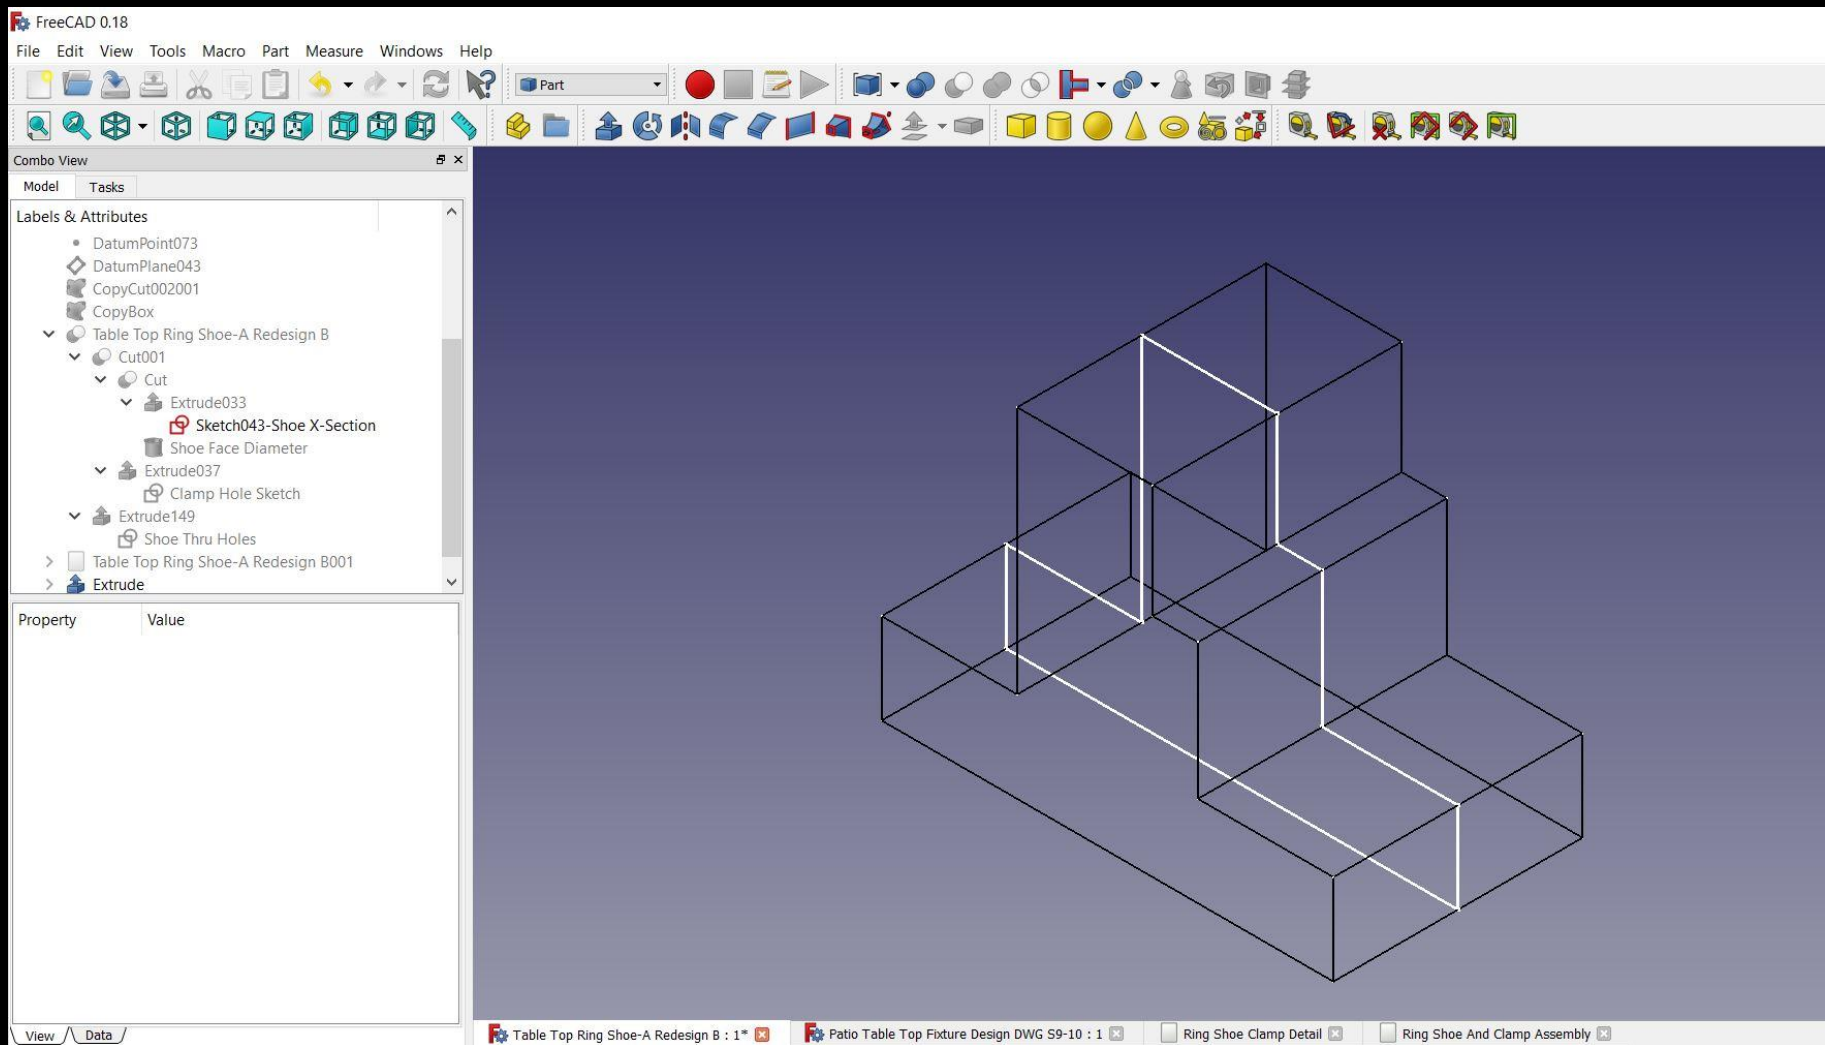 FreeCAD 0.18
File Edit View Tools Macro Part Measure Windows Help
Part
Combo View
Model Tasks
Labels & Attributes
DatumPoint073
DatumPlane043
CopyCut002001
CopyBox
Table Top Ring Shoe-A Redesign B
Cut001
Cut
Extrude033
Sketch043-Shoe X-Section
Shoe Face Diameter
Extrude037
Clamp Hole Sketch
Extrude149
Shoe Thru Holes
Table Top Ring Shoe-A Redesign B001
Extrude
Property Value
View Data
Table Top Ring Shoe-A Redesign B : 1* Patio Table Top Fixture Design DWG S9-10 : 1 Ring Shoe Clamp Detail Ring Shoe And Clamp Assembly